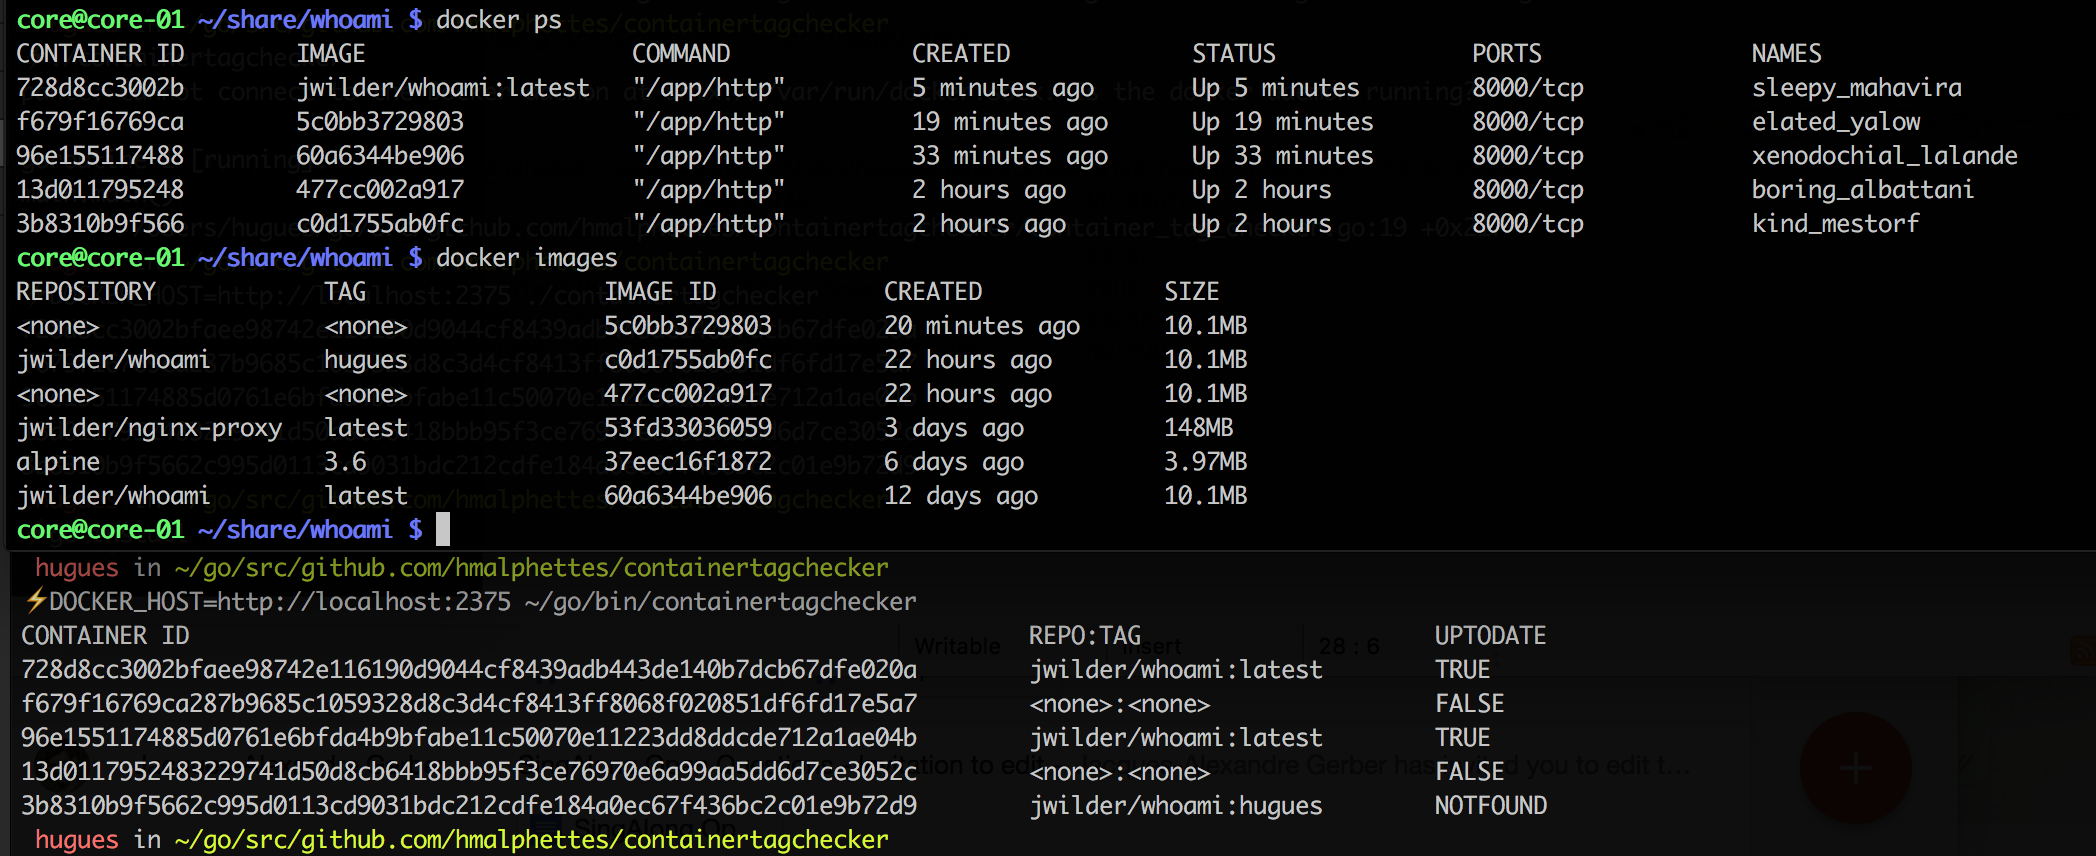 core@core-01 ~/share/whoami $ docker ps
CONTAINER ID IMAGE COMMAND CREATED STATUS PORTS NAMES
728d8cc3002b jwilder/whoami:latest "/app/http" 5 minutes ago Up 5 minutes 8000/tcp sleepy_mahavira
f679f16769ca 5c0bb3729803 "/app/http" 19 minutes ago Up 19 minutes 8000/tcp elated_yalow
96e155117488 60a6344be906 "/app/http" 33 minutes ago Up 33 minutes 8000/tcp xenodochial_lalande
13d011795248 477cc002a917 "/app/http" 2 hours ago Up 2 hours 8000/tcp boring_albattani
3b8310b9f566 c0d1755ab0fc "/app/http" 2 hours ago Up 2 hours 8000/tcp kind_mestorf
core@core-01 ~/share/whoami $ docker images
REPOSITORY TAG IMAGE ID CREATED SIZE
<none> <none> 5c0bb3729803 20 minutes ago 10.1MB
jwilder/whoami hugues c0d1755ab0fc 22 hours ago 10.1MB
<none> <none> 477cc002a917 22 hours ago 10.1MB
jwilder/nginx-proxy latest 53fd33036059 3 days ago 148MB
alpine 3.6 37eec16f1872 6 days ago 3.97MB
jwilder/whoami latest 60a6344be906 12 days ago 10.1MB
core@core-01 ~/share/whoami $
hugues in ~/go/src/github.com/hmalphettes/containertagchecker
⚡DOCKER_HOST=http://localhost:2375 ~/go/bin/containertagchecker
CONTAINER ID REPO:TAG UPTODATE
728d8cc3002bfaee98742e116190d9044cf8439adb443de140b7dcb67dfe020a jwilder/whoami:latest TRUE
f679f16769ca287b9685c1059328d8c3d4cf8413ff8068f020851df6fd17e5a7 <none>:<none> FALSE
96e1551174885d0761e6bfda4b9bfabe11c50070e11223dd8ddcde712a1ae04b jwilder/whoami:latest TRUE
13d0117952483229741d50d8cb6418bbb95f3ce76970e6a99aa5dd6d7ce3052c <none>:<none> FALSE
3b8310b9f5662c995d0113cd9031bdc212cdfe184a0ec67f436bc2c01e9b72d9 jwilder/whoami:hugues NOTFOUND
hugues in ~/go/src/github.com/hmalphettes/containertagchecker